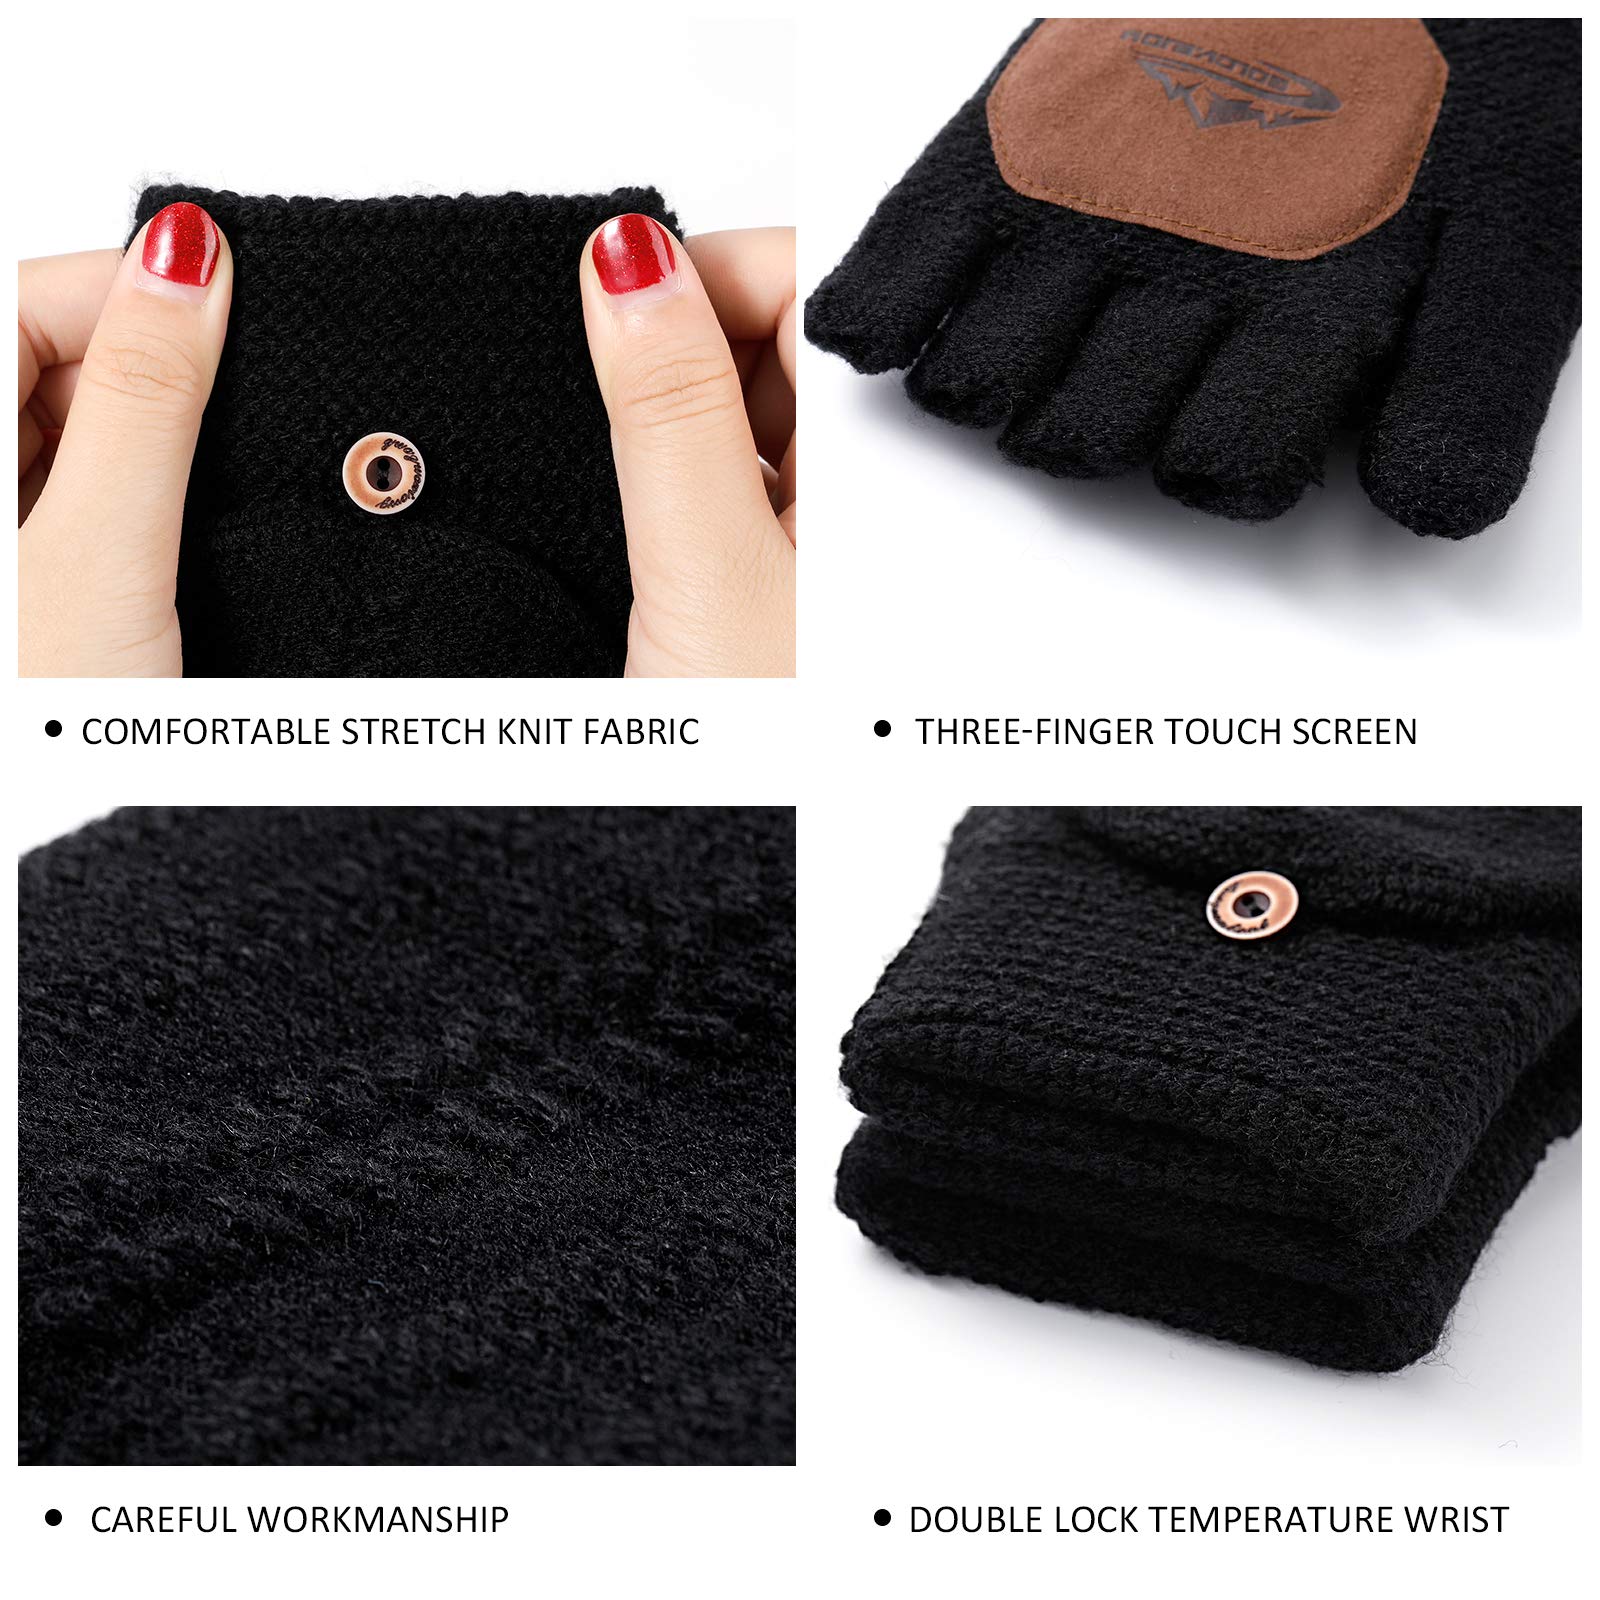 COMFORTABLE STRETCH KNIT FABRIC
THREE-FINGER TOUCH SCREEN
CAREFUL WORKMANSHIP
DOUBLE LOCK TEMPERATURE WRIST